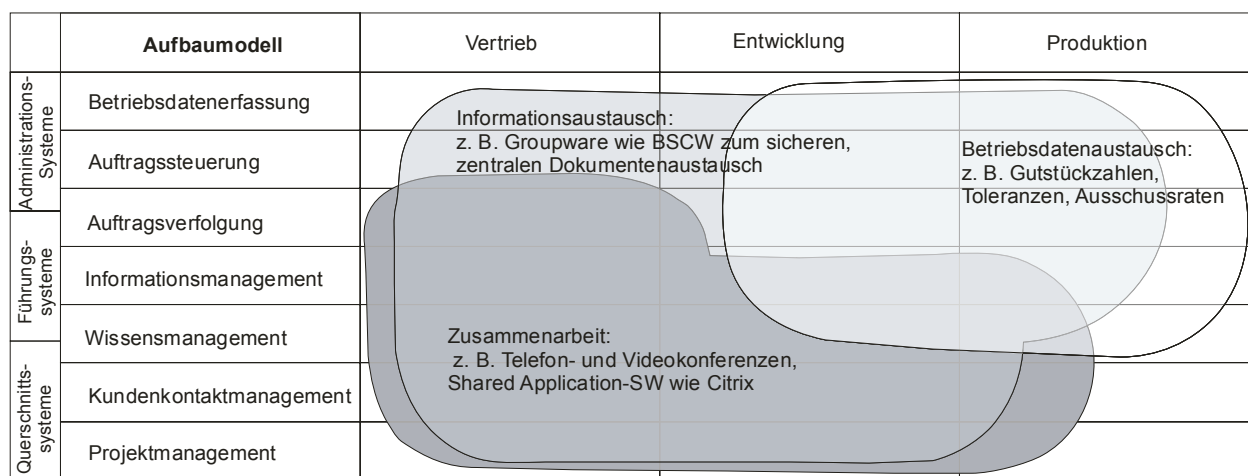 Aufbaumodell
Vertrieb
Entwicklung
Produktion
Administrations-
Systeme
Betriebsdatenerfassung
Auftragssteuerung
Auftragsverfolgung
Führungs-
systeme
Informationsmanagement
Wissensmanagement
Querschnitts-
systeme
Kundenkontaktmanagement
Projektmanagement
Informationsaustausch:
z. B. Groupware wie BSCW zum sicheren,
zentralen Dokumentenaustausch
Betriebsdatenaustausch:
z. B. Gutstückzahlen,
Toleranzen, Ausschussraten
Zusammenarbeit:
z. B. Telefon- und Videokonferenzen,
Shared Application-SW wie Citrix